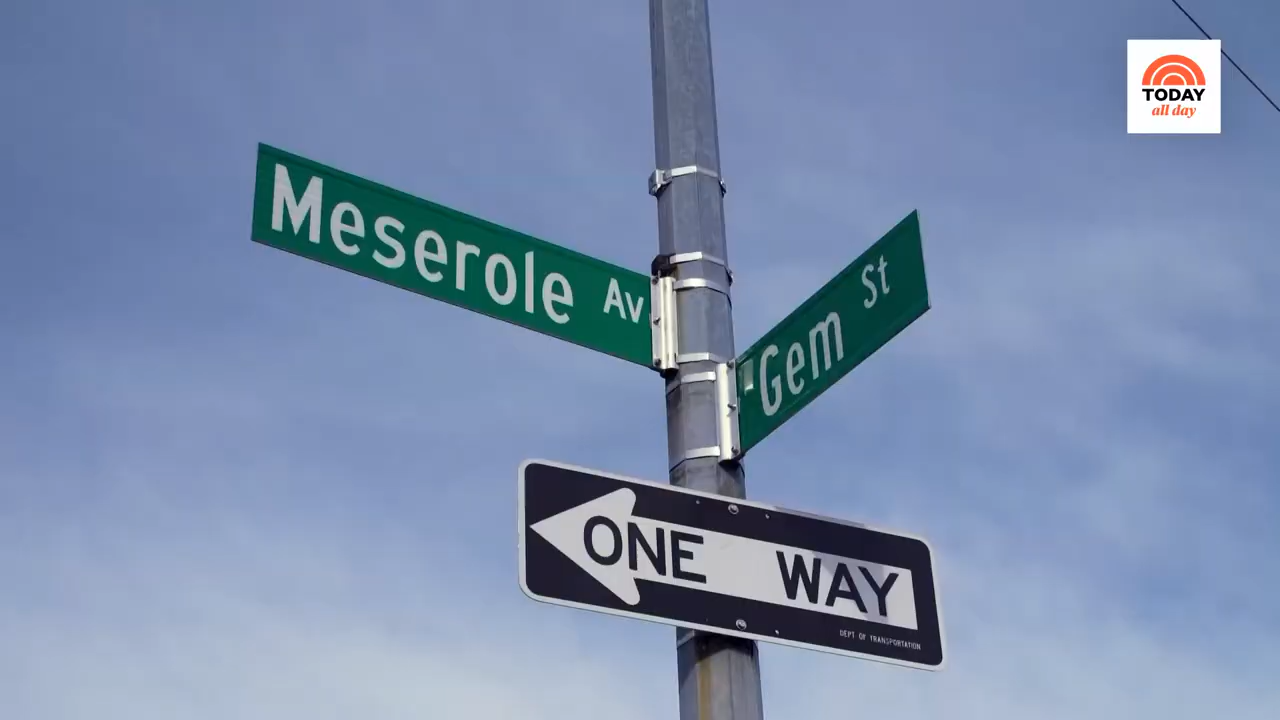 TODAY
all day
Meserole Av
Gem St
ONE WAY
DEPT OF TRANSPORTATION